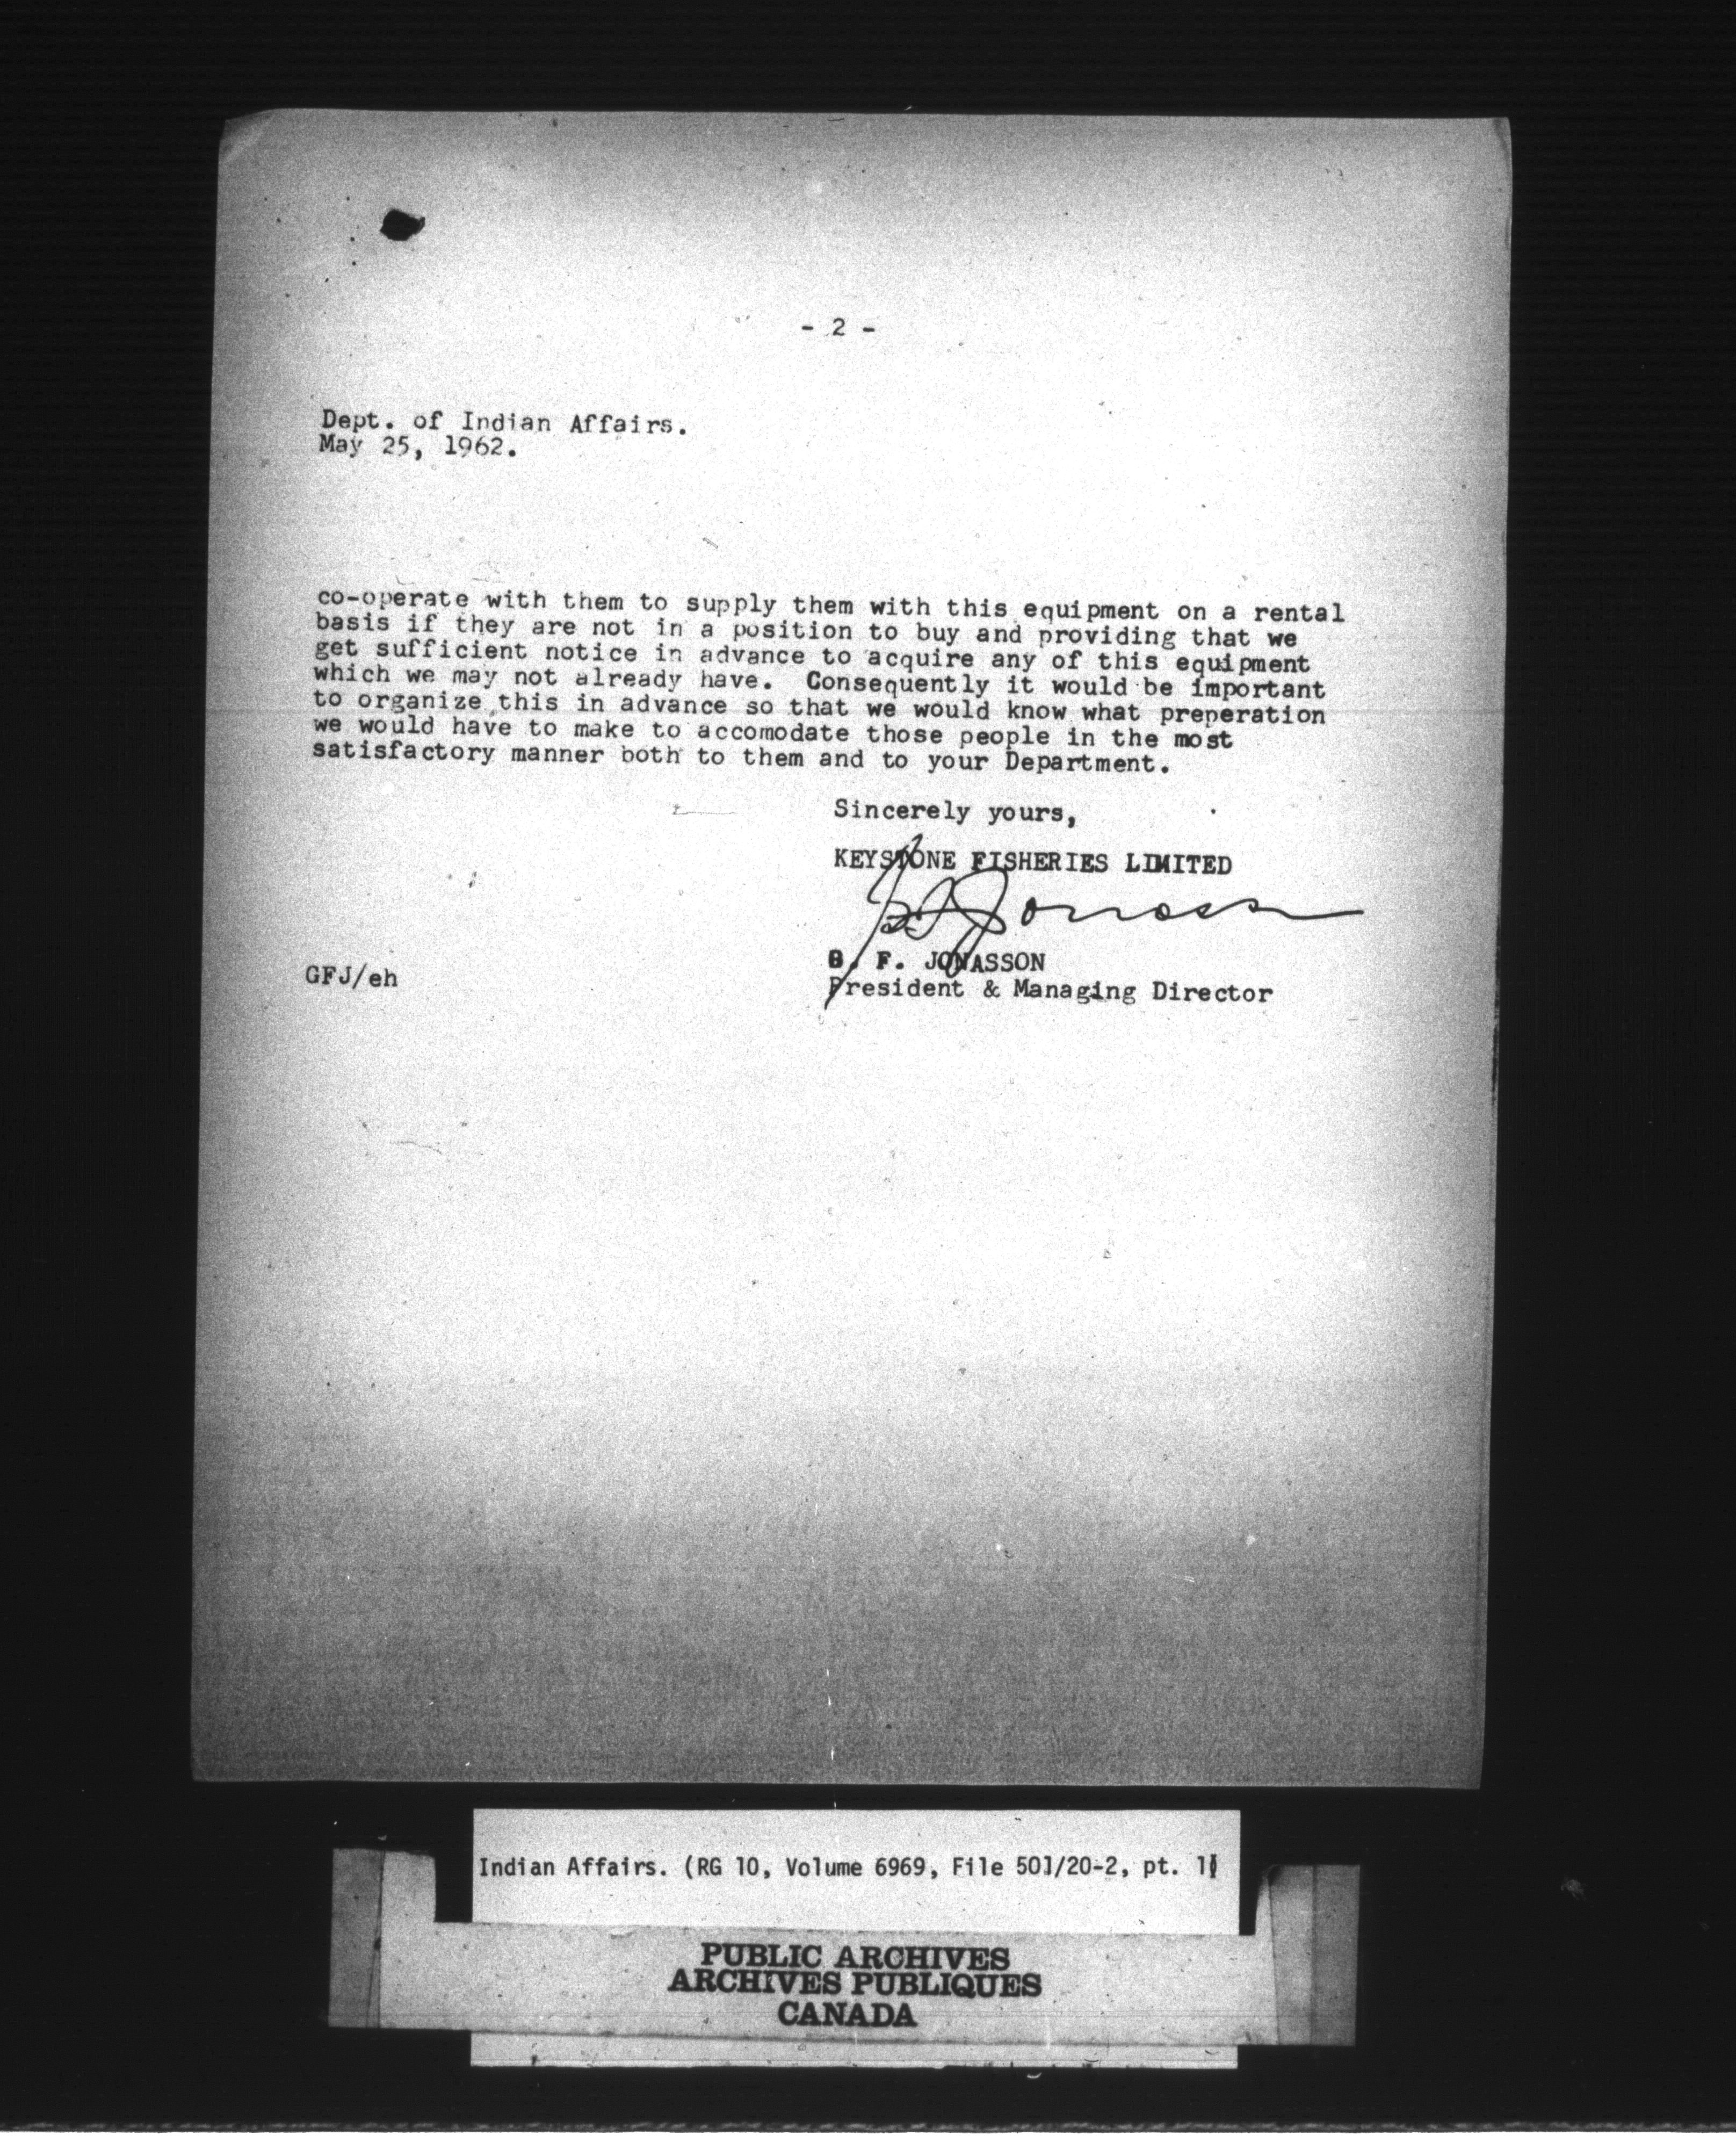 - 2 -
Dept. of Indian Affairs.
May 25, 1962.
co-operate with them to supply them with this equipment on a rental
basis if they are not in a position to buy and providing that we
get sufficient notice in advance to acquire any of this equipment
which we may not already have. Consequently it would be important
to organize this in advance so that we would know what preperation
we would have to make to accomodate those people in the most
satisfactory manner both to them and to your Department.
Sincerely yours,
KEYSTONE FISHERIES LIMITED
G F Jonasson
G. F. JONASSON
President & Managing Director
GFJ/eh
Indian Affairs. (RG 10, Volume 6969, File 501/20-2, pt. 1)
PUBLIC ARCHIVES
ARCHIVES PUBLIQUES
CANADA